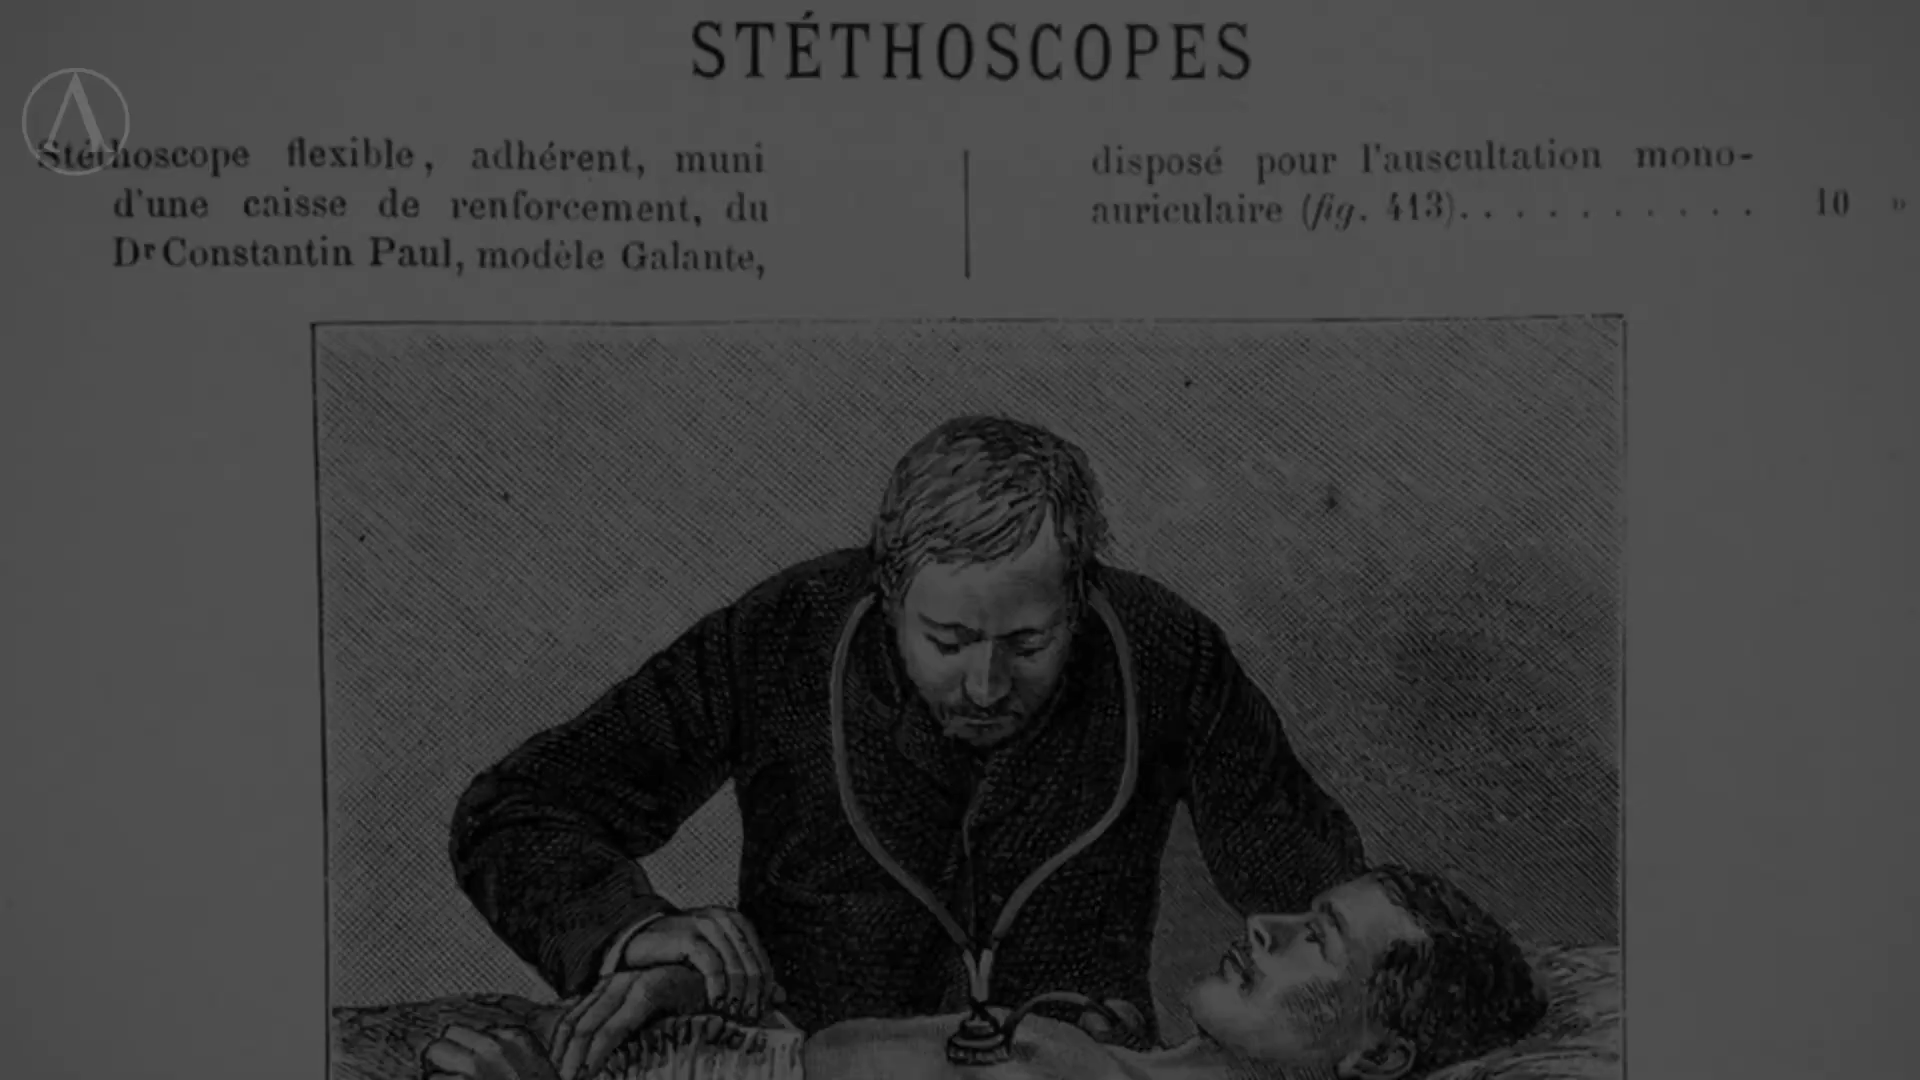 STÉTHOSCOPES
Stéthoscope flexible, adhérent, muni
d'une caisse de renforcement, du
Dr Constantin Paul, modèle Galante,
disposé pour l'auscultation mono-
auriculaire (fig. 413). . . . . . . . . . . 10 »